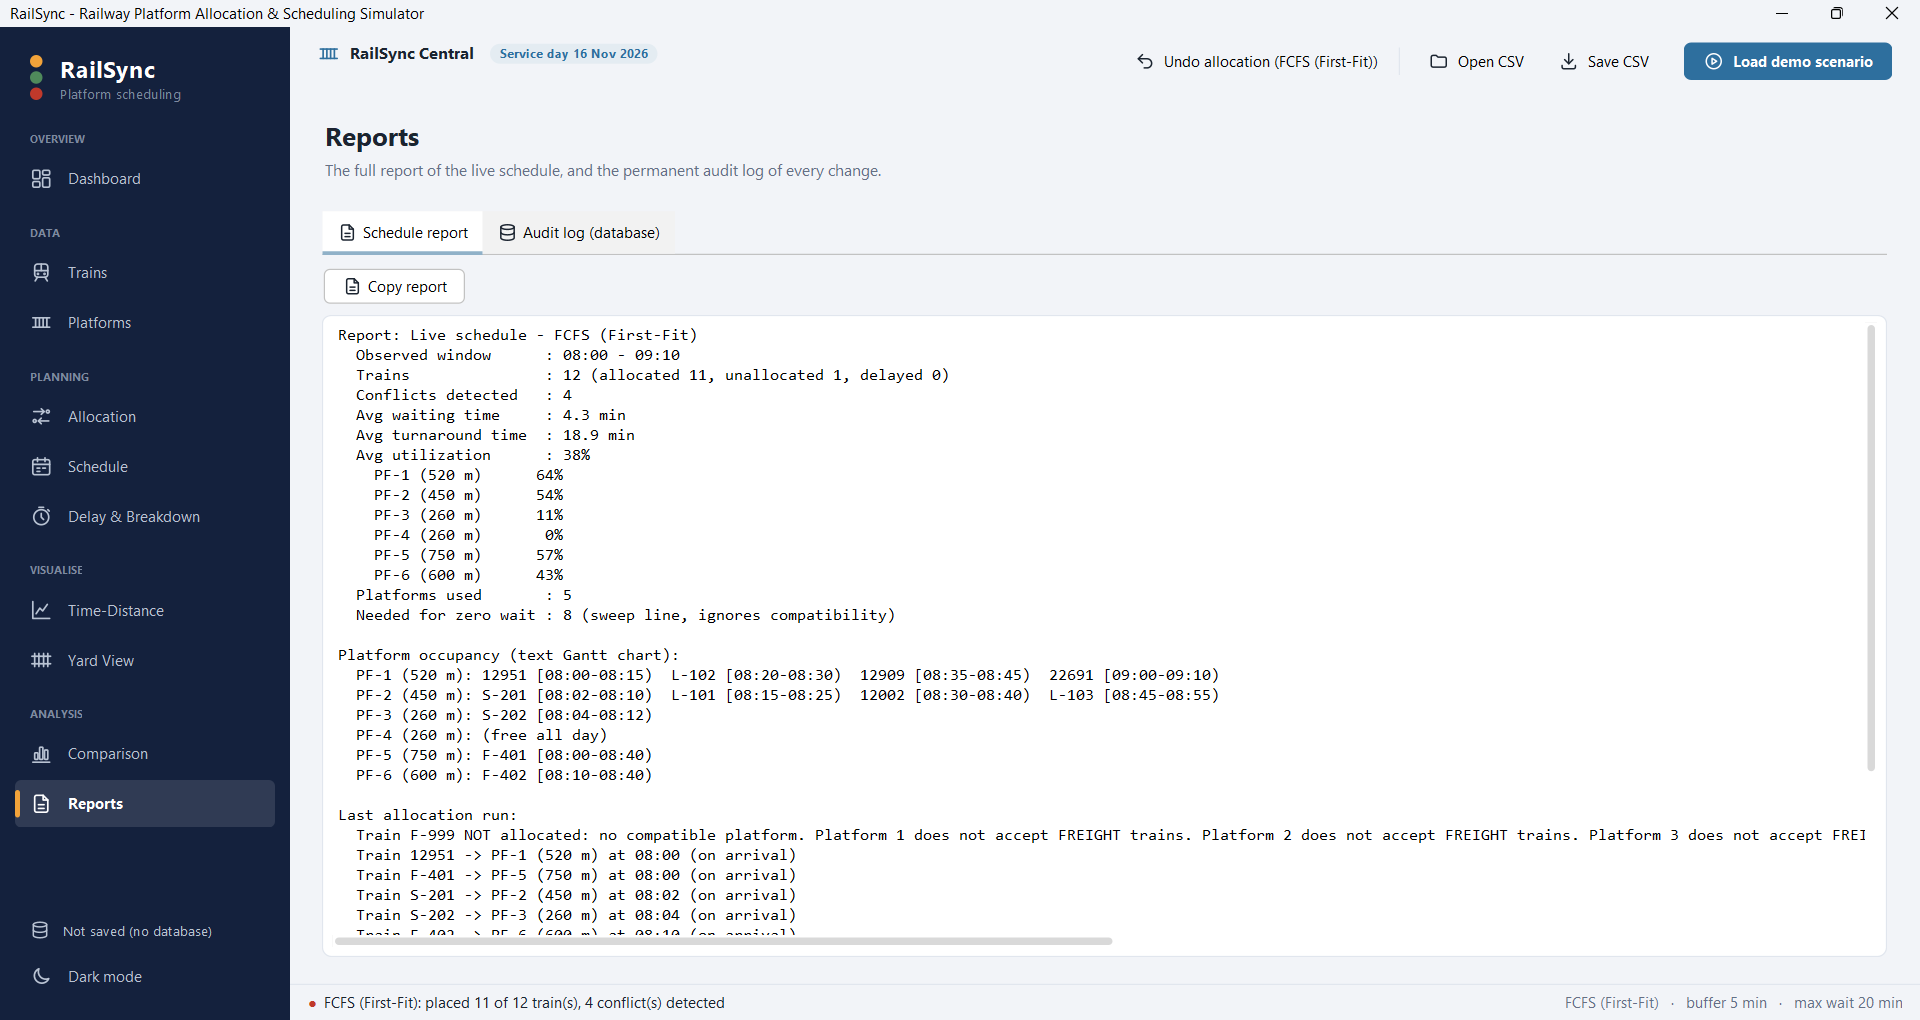 RailSync - Railway Platform Allocation & Scheduling Simulator
RailSync
Platform scheduling
OVERVIEW
Dashboard
DATA
Trains
Platforms
PLANNING
Allocation
Schedule
Delay & Breakdown
VISUALISE
Time-Distance
Yard View
ANALYSIS
Comparison
Reports
Not saved (no database)
Dark mode
RailSync Central
Service day 16 Nov 2026
Undo allocation (FCFS (First-Fit))
Open CSV
Save CSV
Load demo scenario
Reports
The full report of the live schedule, and the permanent audit log of every change.
Schedule report
Audit log (database)
Copy report
Report: Live schedule - FCFS (First-Fit)
Observed window : 08:00 - 09:10
Trains : 12 (allocated 11, unallocated 1, delayed 0)
Conflicts detected : 4
Avg waiting time : 4.3 min
Avg turnaround time : 18.9 min
Avg utilization : 38%
PF-1 (520 m) 64%
PF-2 (450 m) 54%
PF-3 (260 m) 11%
PF-4 (260 m) 0%
PF-5 (750 m) 57%
PF-6 (600 m) 43%
Platforms used : 5
Needed for zero wait : 8 (sweep line, ignores compatibility)
Platform occupancy (text Gantt chart):
PF-1 (520 m): 12951 [08:00-08:15) L-102 [08:20-08:30) 12909 [08:35-08:45) 22691 [09:00-09:10)
PF-2 (450 m): S-201 [08:02-08:10) L-101 [08:15-08:25) 12002 [08:30-08:40) L-103 [08:45-08:55)
PF-3 (260 m): S-202 [08:04-08:12)
PF-4 (260 m): (free all day)
PF-5 (750 m): F-401 [08:00-08:40)
PF-6 (600 m): F-402 [08:10-08:40)
Last allocation run:
Train F-999 NOT allocated: no compatible platform. Platform 1 does not accept FREIGHT trains. Platform 2 does not accept FREIGHT trains. Platform 3 does not accept FREI
Train 12951 -> PF-1 (520 m) at 08:00 (on arrival)
Train F-401 -> PF-5 (750 m) at 08:00 (on arrival)
Train S-201 -> PF-2 (450 m) at 08:02 (on arrival)
Train S-202 -> PF-3 (260 m) at 08:04 (on arrival)
Train F-402 -> PF-6 (600 m) at 08:10 (on arrival)
FCFS (First-Fit): placed 11 of 12 train(s), 4 conflict(s) detected
FCFS (First-Fit) · buffer 5 min · max wait 20 min